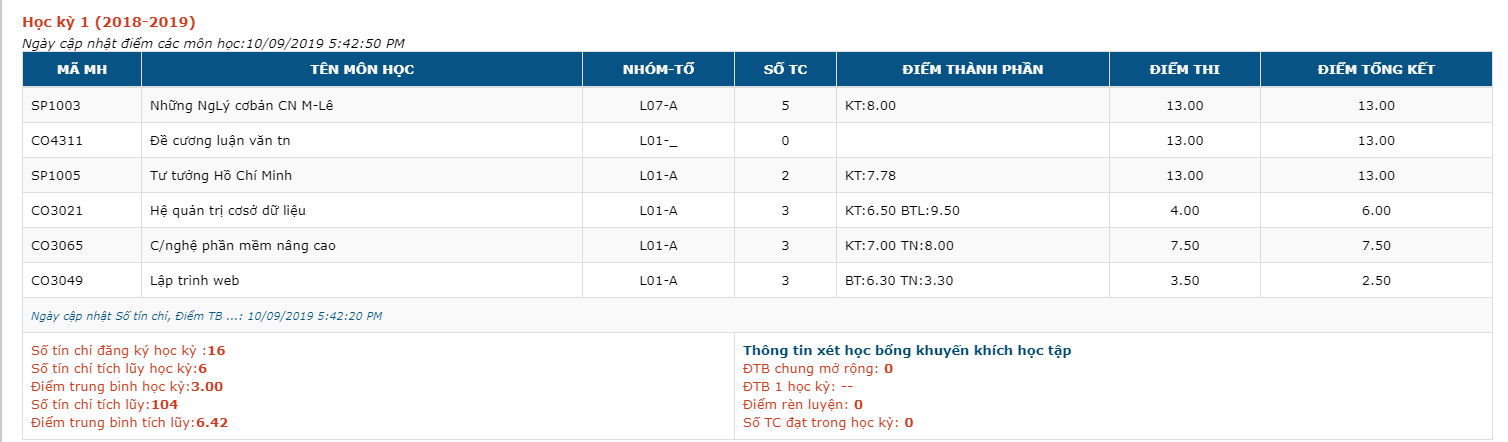 Học kỳ 1 (2018-2019)
Ngày cập nhật điểm các môn học:10/09/2019 5:42:50 PM
MÃ MH TÊN MÔN HỌC NHÓM-TỔ SỐ TC ĐIỂM THÀNH PHẦN ĐIỂM THI ĐIỂM TỔNG KẾT
SP1003 Những NgLý cơbản CN M-Lê L07-A 5 KT:8.00 13.00 13.00
CO4311 Đề cương luận văn tn L01-_ 0 13.00 13.00
SP1005 Tư tưởng Hồ Chí Minh L01-A 2 KT:7.78 13.00 13.00
CO3021 Hệ quản trị cơsở dữ liệu L01-A 3 KT:6.50 BTL:9.50 4.00 6.00
CO3065 C/nghệ phần mềm nâng cao L01-A 3 KT:7.00 TN:8.00 7.50 7.50
CO3049 Lập trình web L01-A 3 BT:6.30 TN:3.30 3.50 2.50
Ngày cập nhật Số tín chỉ, Điểm TB ...: 10/09/2019 5:42:20 PM
Số tín chỉ đăng ký học kỳ :16
Số tín chỉ tích lũy học kỳ:6
Điểm trung bình học kỳ:3.00
Số tín chỉ tích lũy:104
Điểm trung bình tích lũy:6.42
Thông tin xét học bổng khuyến khích học tập
ĐTB chung mở rộng: 0
ĐTB 1 học kỳ: --
Điểm rèn luyện: 0
Số TC đạt trong học kỳ: 0